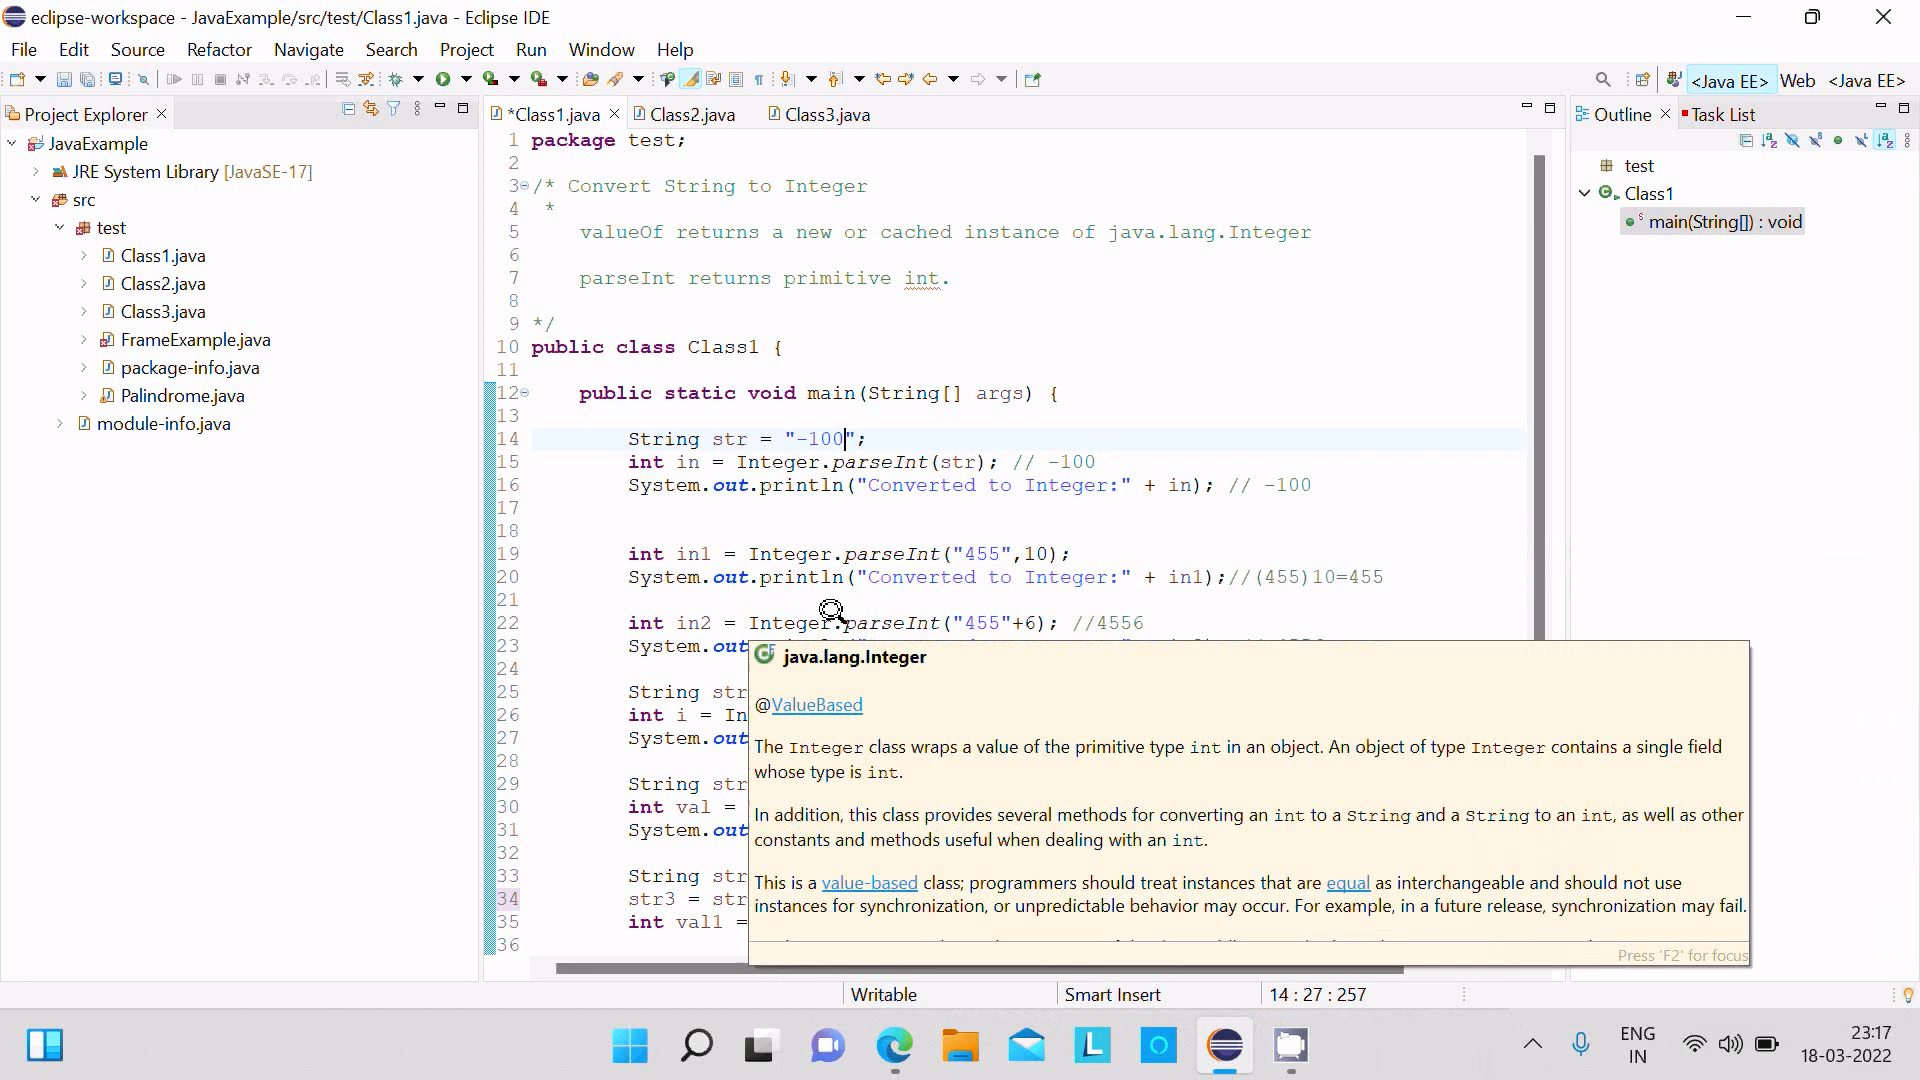 eclipse-workspace - JavaExample/src/test/Class1.java - Eclipse IDE
File Edit Source Refactor Navigate Search Project Run Window Help
<Java EE> Web <Java EE>
Project Explorer
*Class1.java Class2.java Class3.java
Outline Task List
JavaExample
JRE System Library [JavaSE-17]
src
test
Class1.java
Class2.java
Class3.java
FrameExample.java
package-info.java
Palindrome.java
module-info.java
1 package test;
2
3 /* Convert String to Integer
4 *
5 valueOf returns a new or cached instance of java.lang.Integer
6
7 parseInt returns primitive int.
8
9 */
10 public class Class1 {
11
12 public static void main(String[] args) {
13
14 String str = "-100";
15 int in = Integer.parseInt(str); // -100
16 System.out.println("Converted to Integer:" + in); // -100
17
18
19 int in1 = Integer.parseInt("455",10);
20 System.out.println("Converted to Integer:" + in1);//(455)10=455
21
22 int in2 = Integer.parseInt("455"+6); //4556
23 System.out
24
25 String str
26 int i = In
27 System.out
28
29 String str
30 int val =
31 System.out
32
33 String str
34 str3 = str
35 int val1 =
36
java.lang.Integer
@ValueBased
The Integer class wraps a value of the primitive type int in an object. An object of type Integer contains a single field
whose type is int.
In addition, this class provides several methods for converting an int to a String and a String to an int, as well as other
constants and methods useful when dealing with an int.
This is a value-based class; programmers should treat instances that are equal as interchangeable and should not use
instances for synchronization, or unpredictable behavior may occur. For example, in a future release, synchronization may fail.
Press 'F2' for focus
test
Class1
main(String[]) : void
Writable Smart Insert 14 : 27 : 257
ENG
IN
23:17
18-03-2022